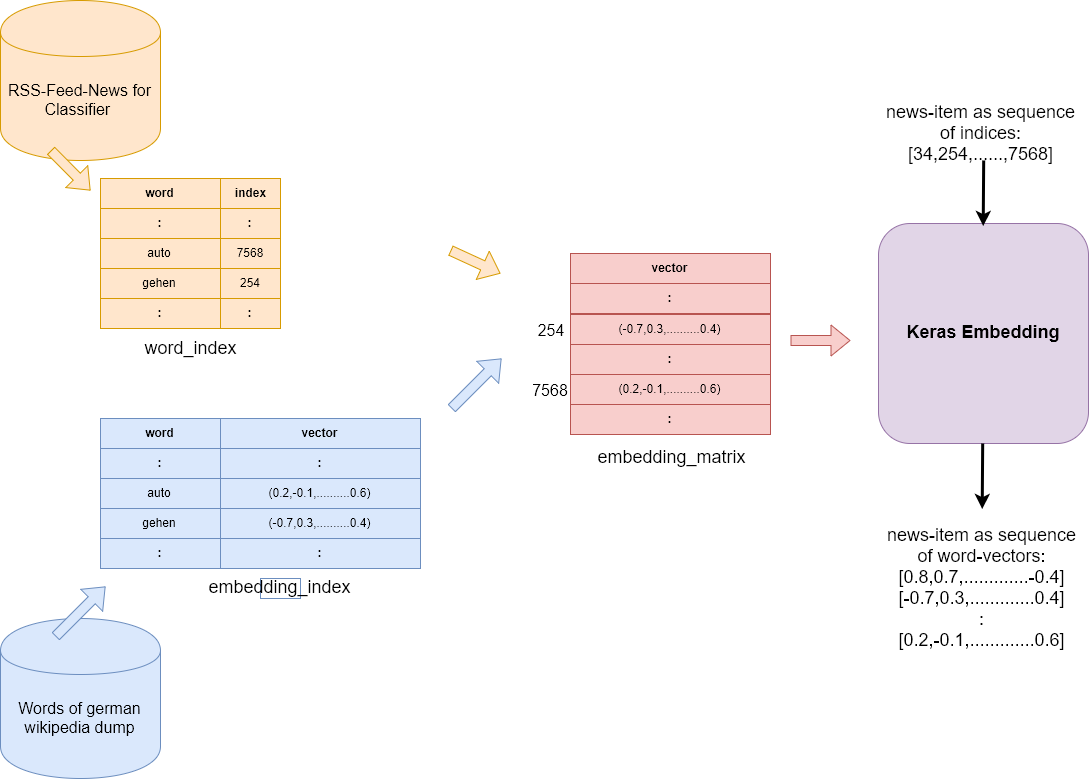 RSS-Feed-News for
Classifier
word index
: :
auto 7568
gehen 254
: :
word_index
word vector
: :
auto (0.2,-0.1,..........0.6)
gehen (-0.7,0.3,.........0.4)
: :
embedding_index
Words of german
wikipedia dump
vector
:
254 (-0.7,0.3,.........0.4)
:
7568 (0.2,-0.1,..........0.6)
:
embedding_matrix
news-item as sequence
of indices:
[34,254,......,7568]
Keras Embedding
news-item as sequence
of word-vectors:
[0.8,0.7,.............-0.4]
[-0.7,0.3,.............0.4]
:
[0.2,-0.1,.............0.6]